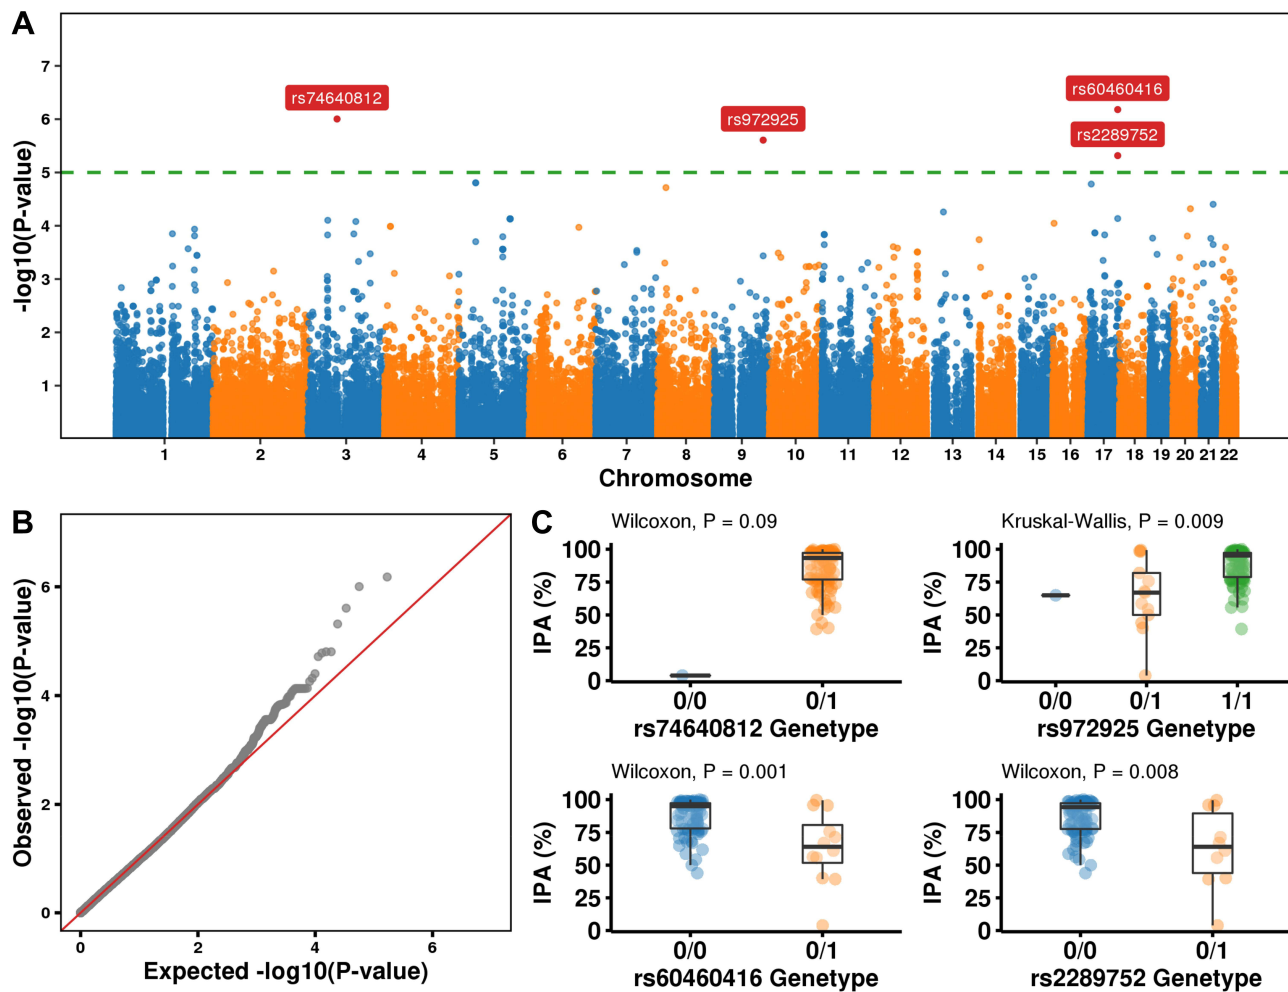 A
-log10(P-value)
7
6
5
4
3
2
1
rs74640812
rs972925
rs60460416
rs2289752
1 2 3 4 5 6 7 8 9 10 11 12 13 14 15 16 17 18 19 20 21 22
Chromosome
B
Observed -log10(P-value)
6
4
2
0
0 2 4 6
Expected -log10(P-value)
C
Wilcoxon, P = 0.09
IPA (%)
100
75
50
25
0
0/0 0/1
rs74640812 Genetype
Kruskal-Wallis, P = 0.009
IPA (%)
100
75
50
25
0
0/0 0/1 1/1
rs972925 Genetype
Wilcoxon, P = 0.001
IPA (%)
100
75
50
25
0
0/0 0/1
rs60460416 Genetype
Wilcoxon, P = 0.008
IPA (%)
100
75
50
25
0
0/0 0/1
rs2289752 Genetype